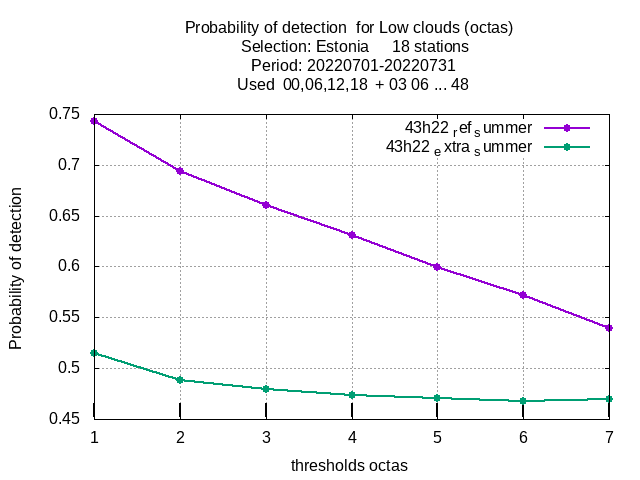 Probability of detection for Low clouds (octas)
Selection: Estonia 18 stations
Period: 20220701-20220731
Used 00,06,12,18 + 03 06 ... 48
43h22 ref summer
43h22 extra summer
Probability of detection
0.75
0.7
0.65
0.6
0.55
0.5
0.45
1 2 3 4 5 6 7
thresholds octas